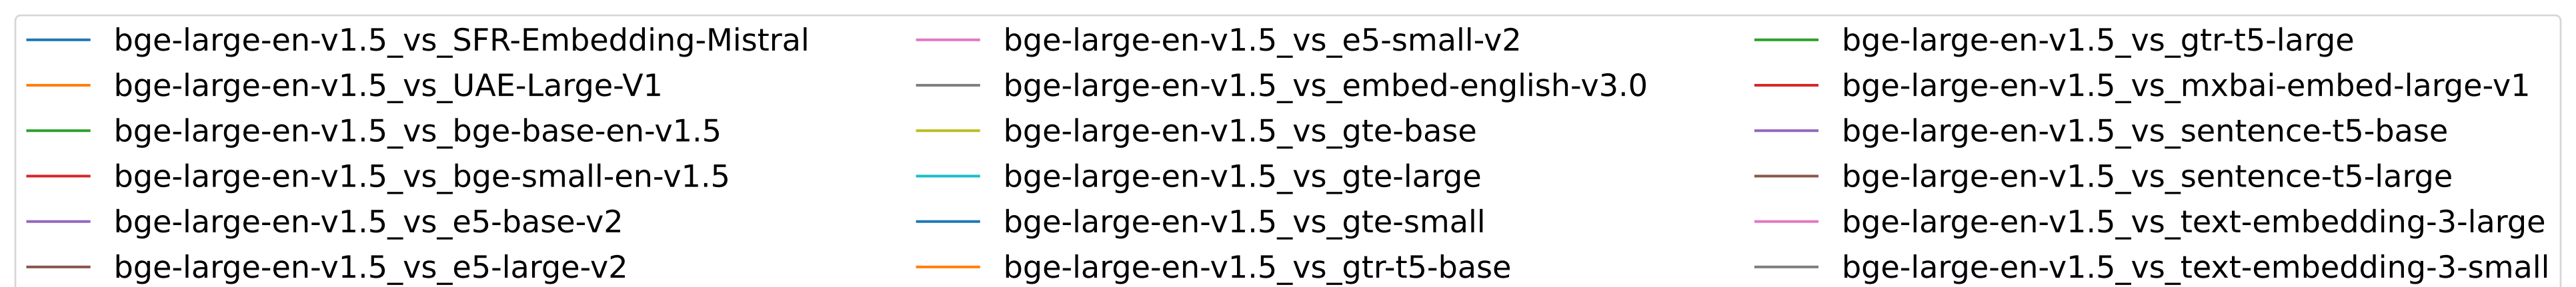 bge-large-en-v1.5_vs_SFR-Embedding-Mistral
bge-large-en-v1.5_vs_UAE-Large-V1
bge-large-en-v1.5_vs_bge-base-en-v1.5
bge-large-en-v1.5_vs_bge-small-en-v1.5
bge-large-en-v1.5_vs_e5-base-v2
bge-large-en-v1.5_vs_e5-large-v2
bge-large-en-v1.5_vs_e5-small-v2
bge-large-en-v1.5_vs_embed-english-v3.0
bge-large-en-v1.5_vs_gte-base
bge-large-en-v1.5_vs_gte-large
bge-large-en-v1.5_vs_gte-small
bge-large-en-v1.5_vs_gtr-t5-base
bge-large-en-v1.5_vs_gtr-t5-large
bge-large-en-v1.5_vs_mxbai-embed-large-v1
bge-large-en-v1.5_vs_sentence-t5-base
bge-large-en-v1.5_vs_sentence-t5-large
bge-large-en-v1.5_vs_text-embedding-3-large
bge-large-en-v1.5_vs_text-embedding-3-small